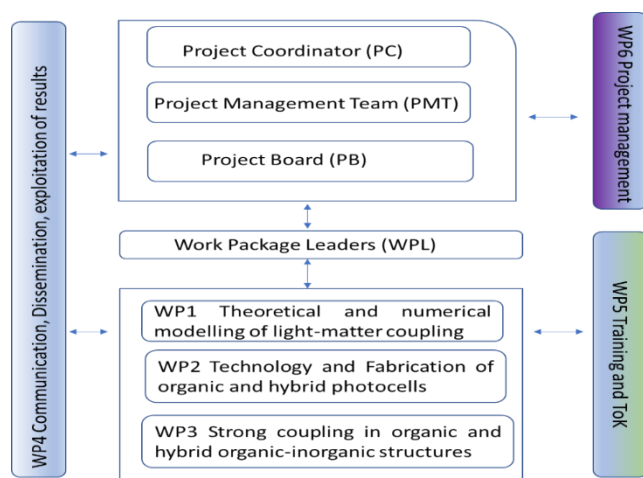 WP4 Communication, Dissemination, exploitation of results
Project Coordinator (PC)
Project Management Team (PMT)
Project Board (PB)
WP6 Project management
Work Package Leaders (WPL)
WP1 Theoretical and numerical
modelling of light-matter coupling
WP2 Technology and Fabrication of
organic and hybrid photocells
WP3 Strong coupling in organic and
hybrid organic-inorganic structures
WP5 Training and ToK